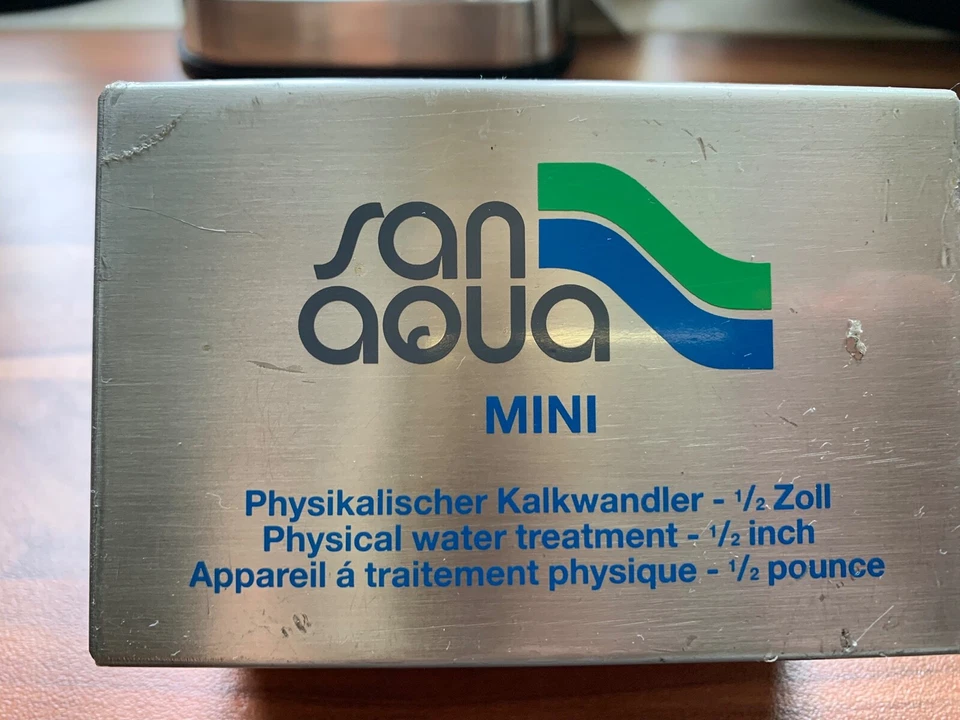 san
aqua
MINI
Physikalischer Kalkwandler - 1/2 Zoll
Physical water treatment - 1/2 inch
Appareil á traitement physique - 1/2 pounce